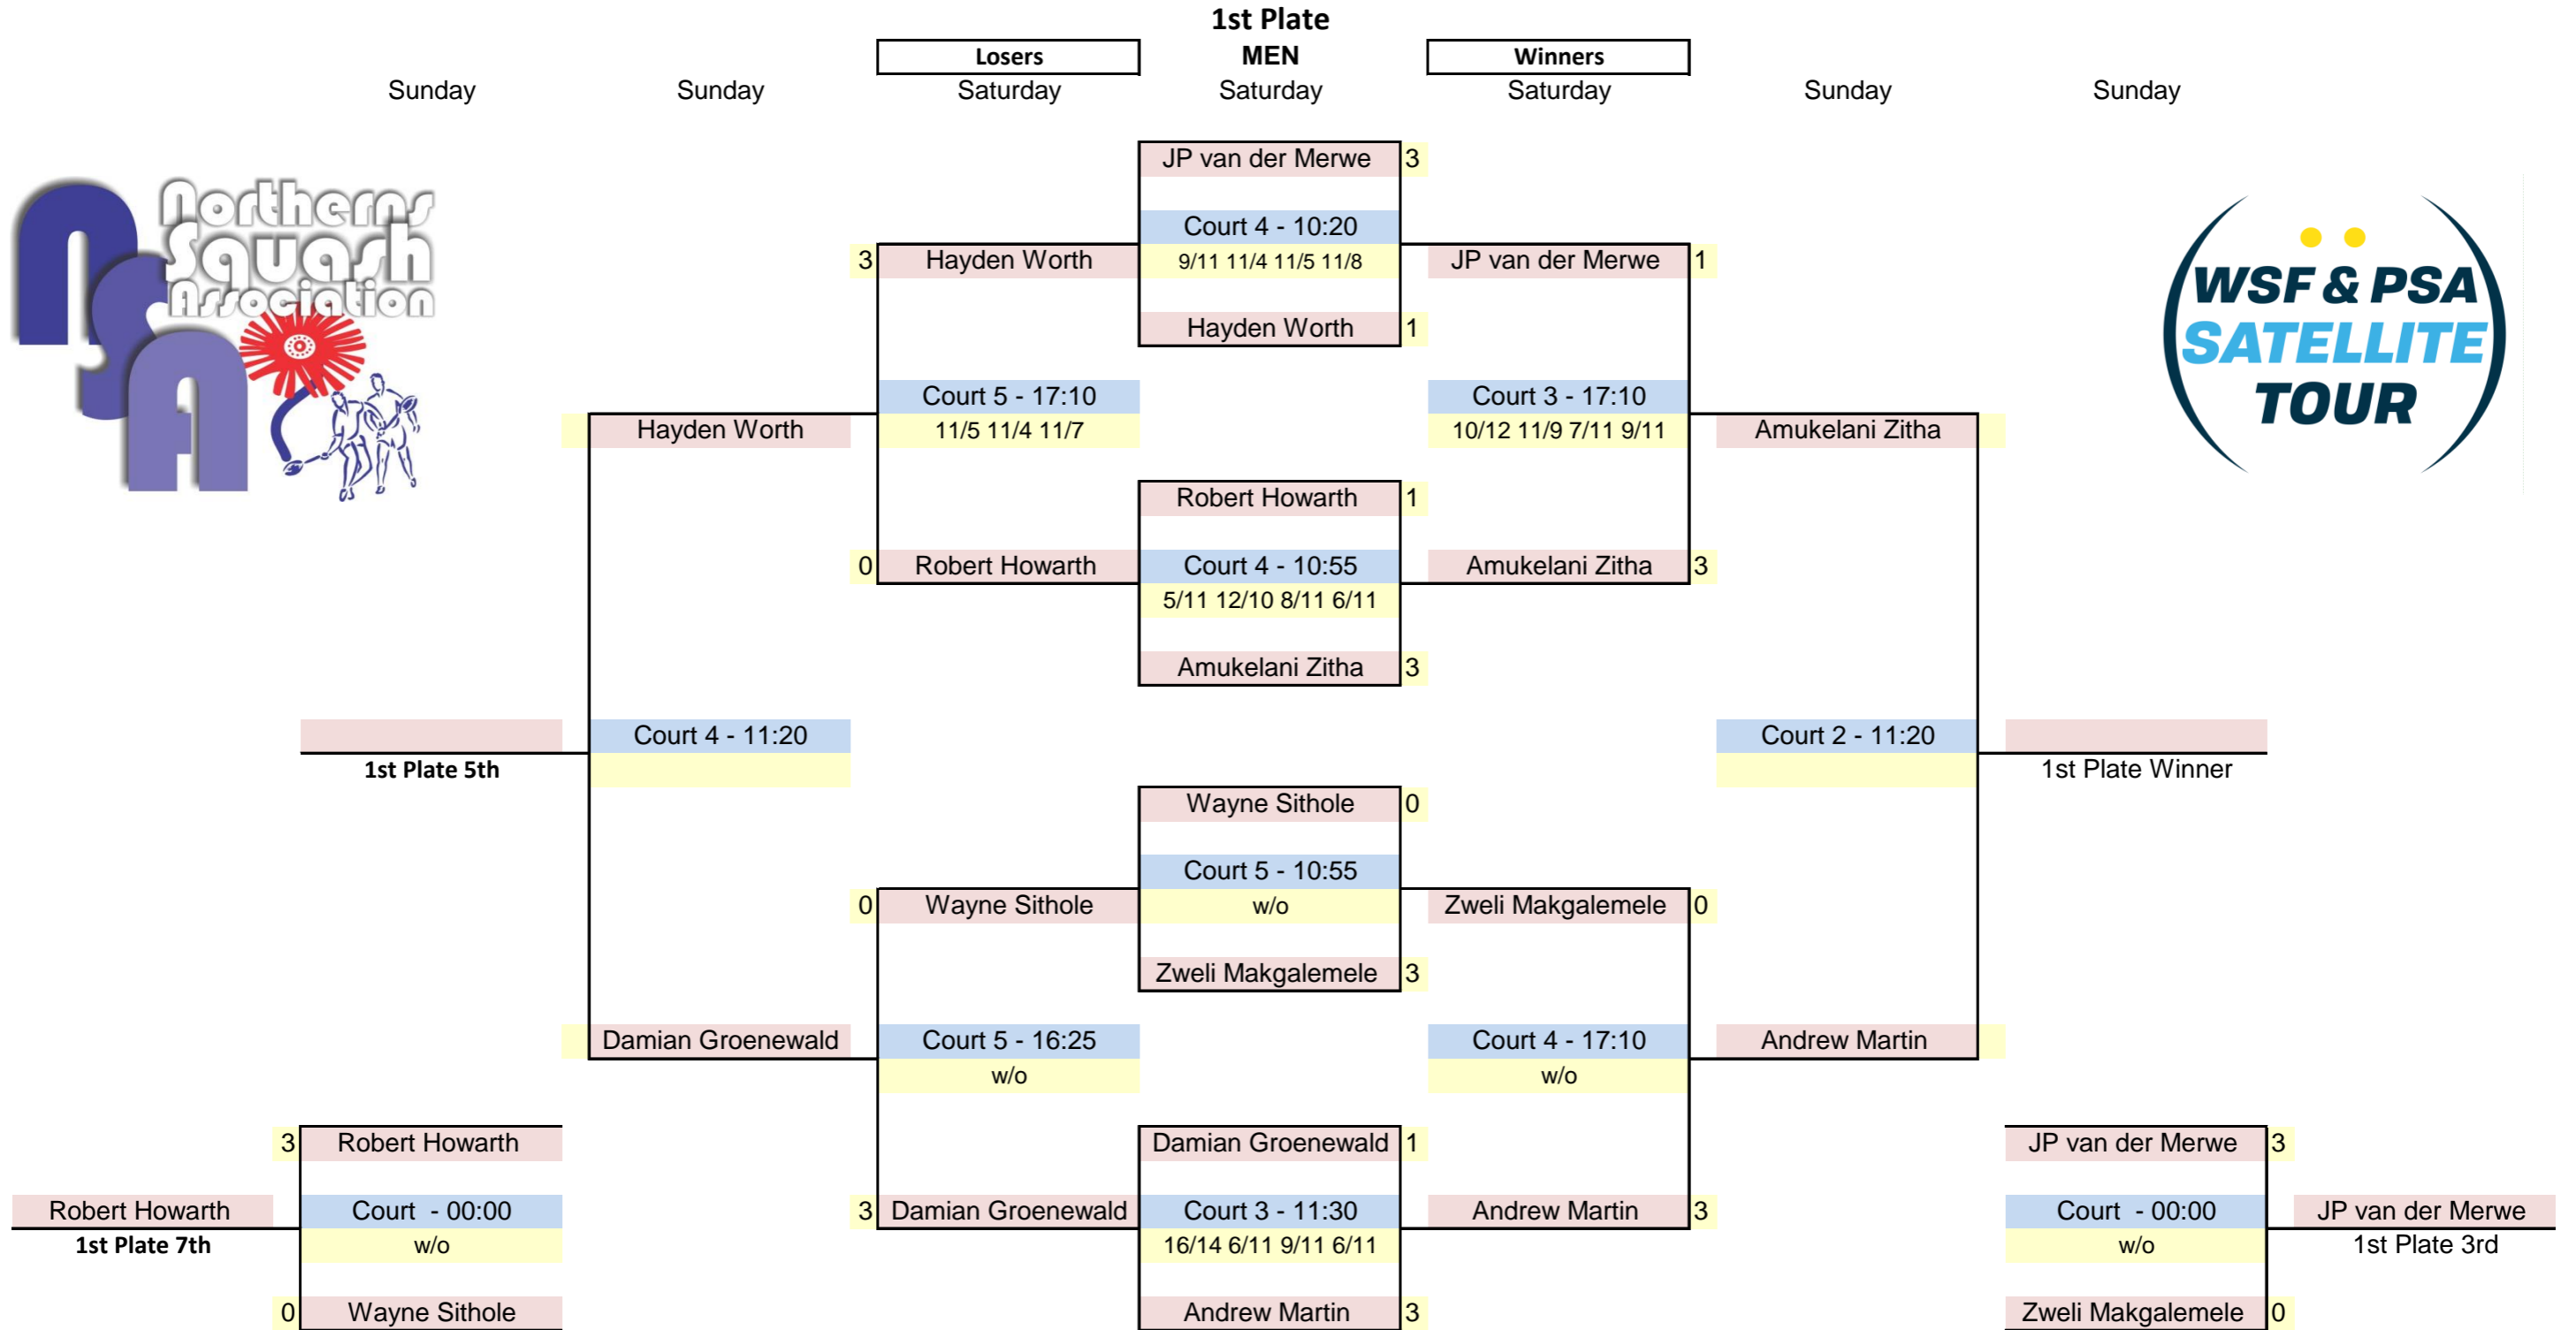 1st Plate
Losers MEN Winners
Sunday Sunday Saturday Saturday Saturday Sunday Sunday
JP van der Merwe 3
Northerns
Squash
Association
NSA
Court 4 - 10:20
3 Hayden Worth 9/11 11/4 11/5 11/8 JP van der Merwe 1
WSF & PSA
SATELLITE
TOUR
Hayden Worth 1
Court 5 - 17:10 Court 3 - 17:10
Hayden Worth 11/5 11/4 11/7 10/12 11/9 7/11 9/11 Amukelani Zitha
Robert Howarth 1
0 Robert Howarth Court 4 - 10:55 Amukelani Zitha 3
5/11 12/10 8/11 6/11
Amukelani Zitha 3
Court 4 - 11:20 Court 2 - 11:20
1st Plate 5th 1st Plate Winner
Wayne Sithole 0
Court 5 - 10:55
0 Wayne Sithole w/o Zweli Makgalemele 0
Zweli Makgalemele 3
Damian Groenewald Court 5 - 16:25 Court 4 - 17:10 Andrew Martin
w/o w/o
3 Robert Howarth Damian Groenewald 1 JP van der Merwe 3
Robert Howarth Court - 00:00 3 Damian Groenewald Court 3 - 11:30 Andrew Martin 3 Court - 00:00 JP van der Merwe
1st Plate 7th w/o 16/14 6/11 9/11 6/11 w/o 1st Plate 3rd
0 Wayne Sithole Andrew Martin 3 Zweli Makgalemele 0